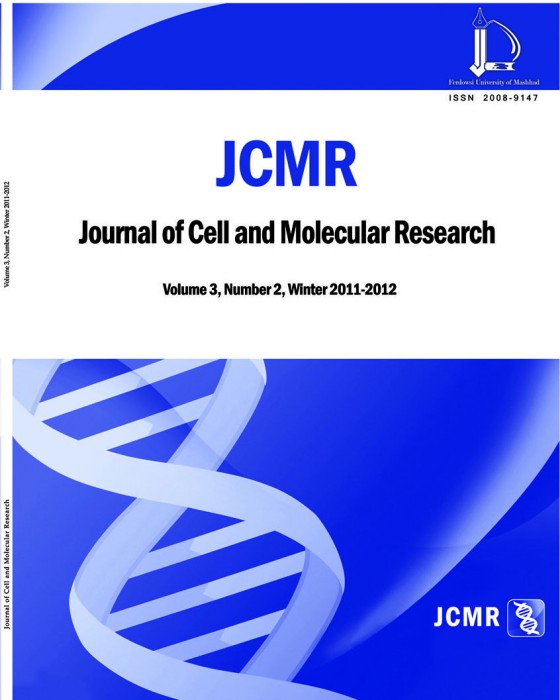 Ferdowsi University of Mashhad
ISSN 2008-9147
JCMR
Journal of Cell and Molecular Research
Volume 3, Number 2, Winter 2011-2012
Volume 3, Number 2, Winter 2011-2012
Journal of Cell and Molecular Research
JCMR